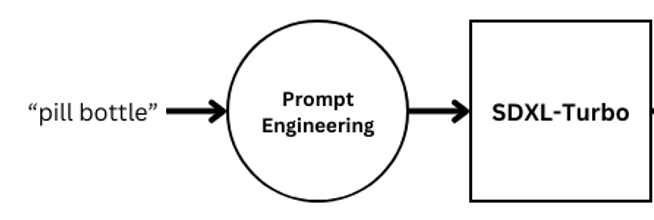 “pill bottle”
Prompt
Engineering
SDXL-Turbo